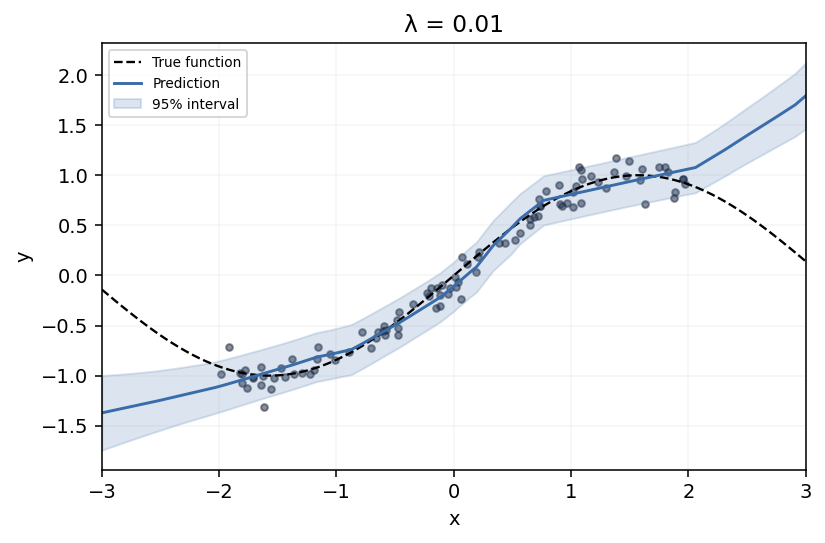 λ = 0.01
True function
Prediction
95% interval
y
2.0
1.5
1.0
0.5
0.0
−0.5
−1.0
−1.5
−3 −2 −1 0 1 2 3
x